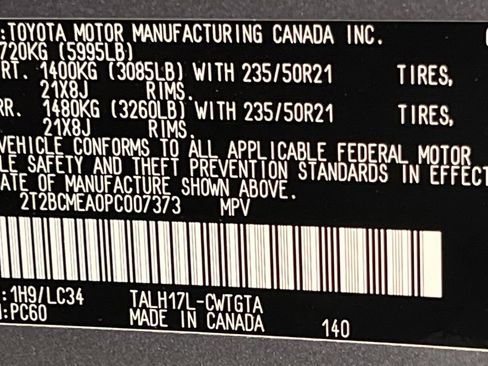 :TOYOTA MOTOR MANUFACTURING CANADA INC.
720KG (5995LB)
RT. 1400KG (3085LB) WITH 235/50R21 TIRES,
21X8J RIMS.
RR. 1480KG (3260LB) WITH 235/50R21 TIRES,
21X8J RIMS.
VEHICLE CONFORMS TO ALL APPLICABLE FEDERAL MOTOR
LE SAFETY AND THEFT PREVENTION STANDARDS IN EFFECT
ATE OF MANUFACTURE SHOWN ABOVE.
2T2BCMEA0PC007373 MPV
:1H9/LC34 TALH17L-CWTGTA
:PC60 MADE IN CANADA 140